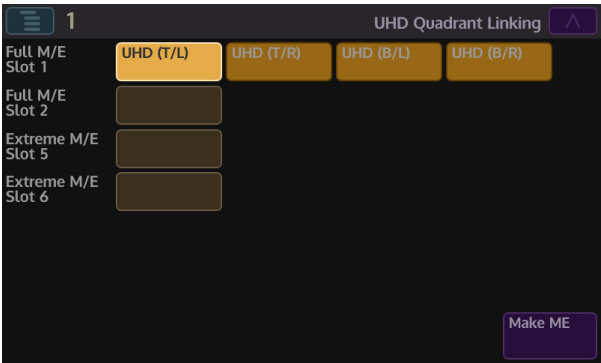 1
UHD Quadrant Linking
Full M/E
Slot 1
UHD (T/L)
UHD (T/R)
UHD (B/L)
UHD (B/R)
Full M/E
Slot 2
Extreme M/E
Slot 5
Extreme M/E
Slot 6
Make ME